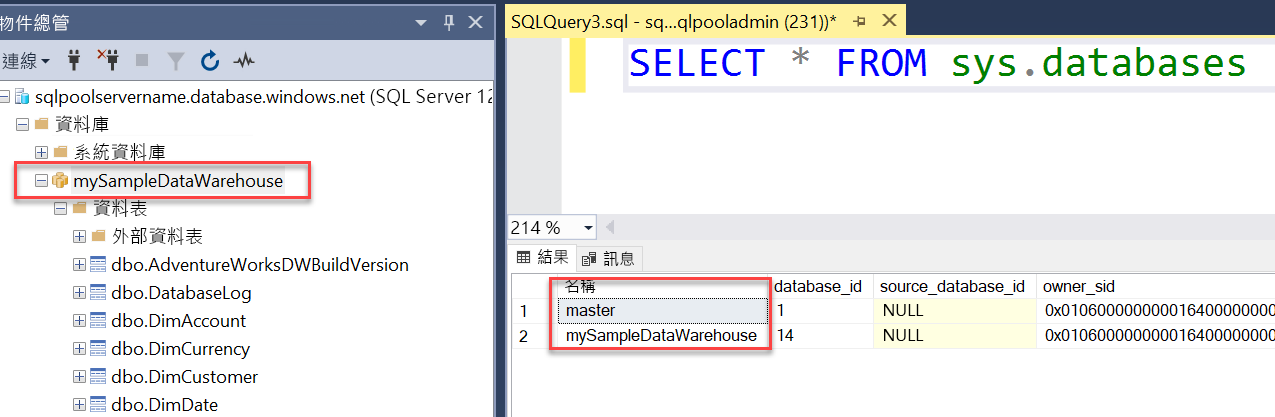 物件總管
連線
sqlpoolservername.database.windows.net (SQL Server 12
資料庫
系統資料庫
mySampleDataWarehouse
資料表
外部資料表
dbo.AdventureWorksDWBuildVersion
dbo.DatabaseLog
dbo.DimAccount
dbo.DimCurrency
dbo.DimCustomer
dbo.DimDate
SQLQuery3.sql - sq...qlpooladmin (231))*
SELECT * FROM sys.databases
214 %
結果 訊息
名稱 database_id source_database_id owner_sid
1 master 1 NULL 0x01060000000001640000000
2 mySampleDataWarehouse 14 NULL 0x01060000000001640000000